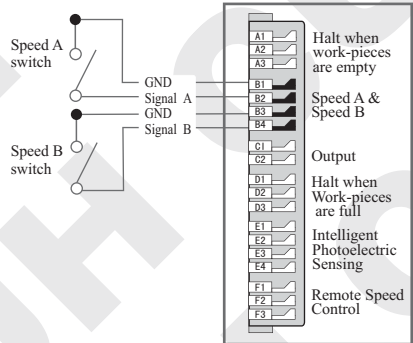 Speed A
switch
GND
Signal A
GND
Signal B
Speed B
switch
A1
A2
A3
Halt when
work-pieces
are empty
B1
B2
B3
B4
Speed A &
Speed B
C1
C2
Output
D1
D2
D3
Halt when
Work-pieces
are full
E1
E2
E3
E4
Intelligent
Photoelectric
Sensing
F1
F2
F3
Remote Speed
Control